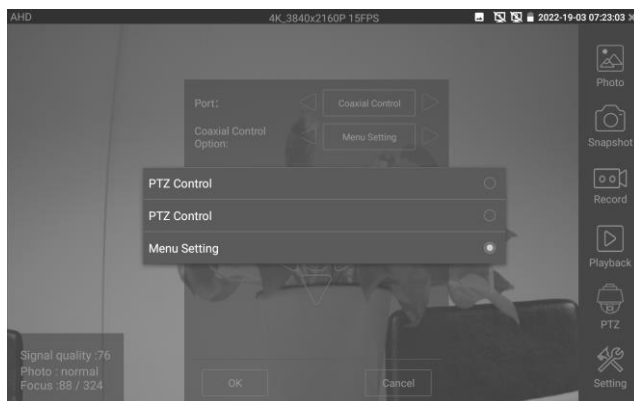 AHD 4K_3840x2160P 15FPS 2022-19-03 07:23:03
Photo
Port: Coaxial Control
Coaxial Control Menu Setting
Option:
Snapshot
PTZ Control
PTZ Control
Record
Menu Setting
Playback
PTZ
Signal quality :76
Photo : normal
Focus :88 / 324
OK Cancel
Setting